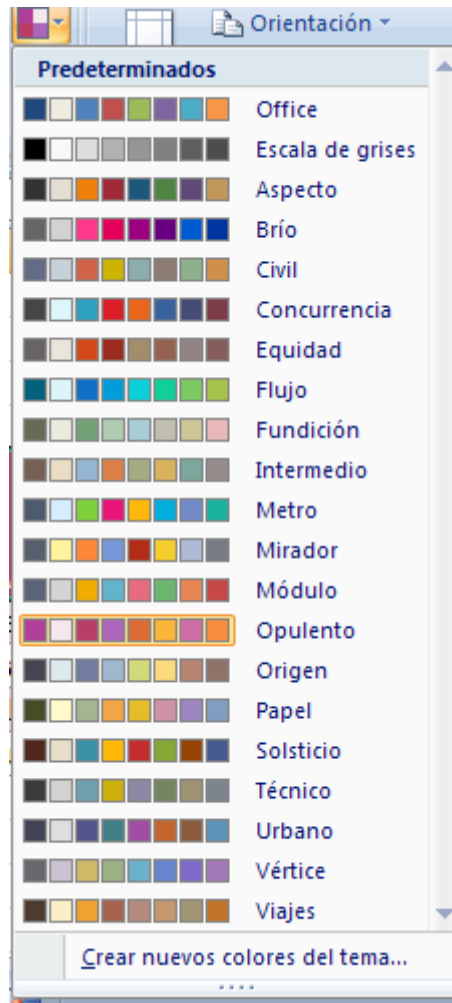 Orientación
Predeterminados
Office
Escala de grises
Aspecto
Brío
Civil
Concurrencia
Equidad
Flujo
Fundición
Intermedio
Metro
Mirador
Módulo
Opulento
Origen
Papel
Solsticio
Técnico
Urbano
Vértice
Viajes
Crear nuevos colores del tema...